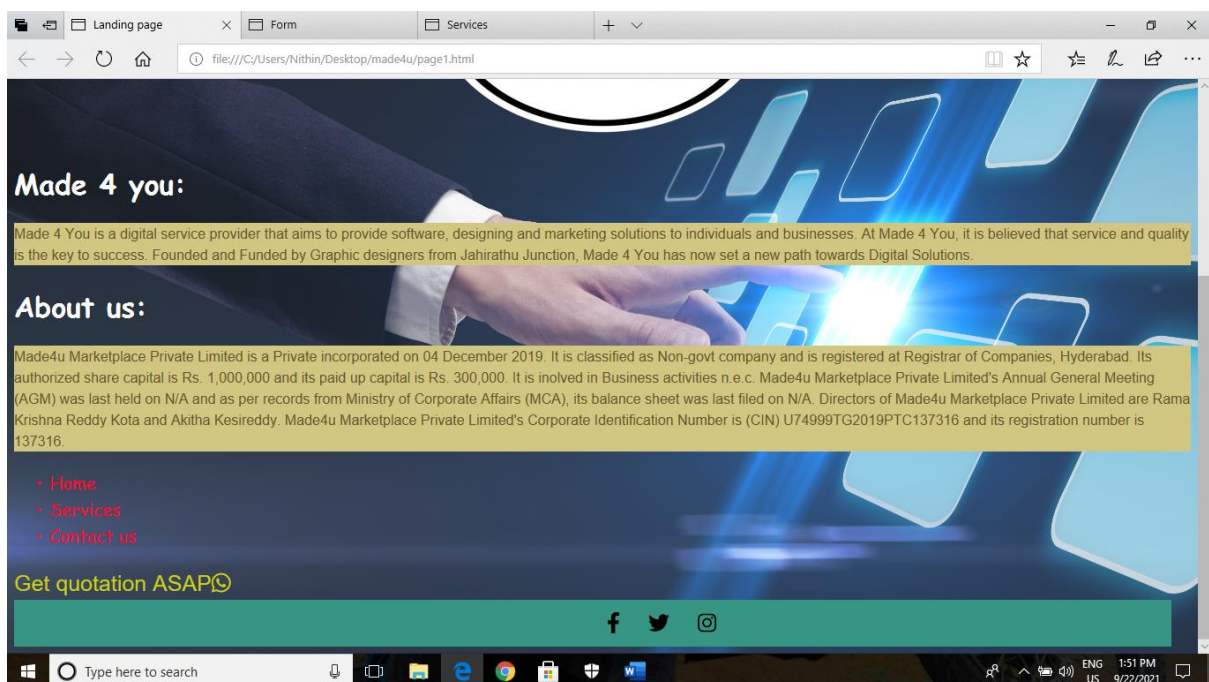 Landing page
Form
Services
file:///C:/Users/Nithin/Desktop/made4u/page1.html
Made 4 you:
Made 4 You is a digital service provider that aims to provide software, designing and marketing solutions to individuals and businesses. At Made 4 You, it is believed that service and quality
is the key to success. Founded and Funded by Graphic designers from Jahirathu Junction, Made 4 You has now set a new path towards Digital Solutions.
About us:
Made4u Marketplace Private Limited is a Private incorporated on 04 December 2019. It is classified as Non-govt company and is registered at Registrar of Companies, Hyderabad. Its
authorized share capital is Rs. 1,000,000 and its paid up capital is Rs. 300,000. It is inolved in Business activities n.e.c. Made4u Marketplace Private Limited's Annual General Meeting
(AGM) was last held on N/A and as per records from Ministry of Corporate Affairs (MCA), its balance sheet was last filed on N/A. Directors of Made4u Marketplace Private Limited are Rama
Krishna Reddy Kota and Akitha Kesireddy. Made4u Marketplace Private Limited's Corporate Identification Number is (CIN) U74999TG2019PTC137316 and its registration number is
137316.
• Home
• Services
• Contact us
Get quotation ASAP
Type here to search
ENG
1:51 PM
US
9/22/2021